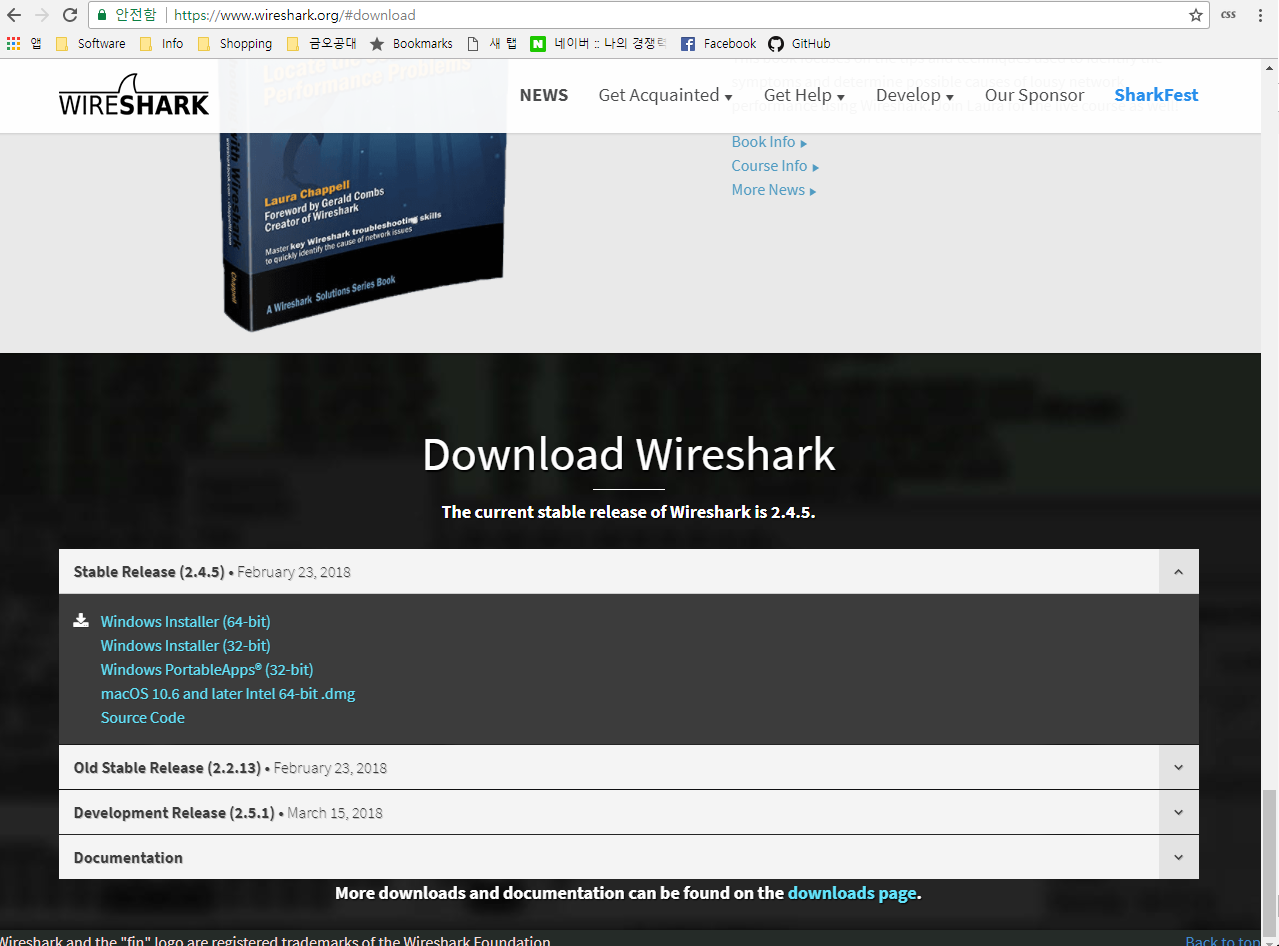 안전함 https://www.wireshark.org/#download css
앱 Software Info Shopping 금오공대 Bookmarks 새 탭 네이버 :: 나의 경쟁력 Facebook GitHub
WIRESHARK NEWS Get Acquainted Get Help Develop Our Sponsor SharkFest
Locate the
Performance Problems
Book Info
Course Info
More News
Laura Chappell
Foreword by Gerald Combs
Creator of Wireshark
Master key Wireshark troubleshooting skills
to quickly identify the cause of network issues
Chappell
A Wireshark Solutions Series Book
Download Wireshark
The current stable release of Wireshark is 2.4.5.
Stable Release (2.4.5) • February 23, 2018
Windows Installer (64-bit)
Windows Installer (32-bit)
Windows PortableApps® (32-bit)
macOS 10.6 and later Intel 64-bit .dmg
Source Code
Old Stable Release (2.2.13) • February 23, 2018
Development Release (2.5.1) • March 15, 2018
Documentation
More downloads and documentation can be found on the downloads page.
Wireshark and the "fin" logo are registered trademarks of the Wireshark Foundation
Back to top